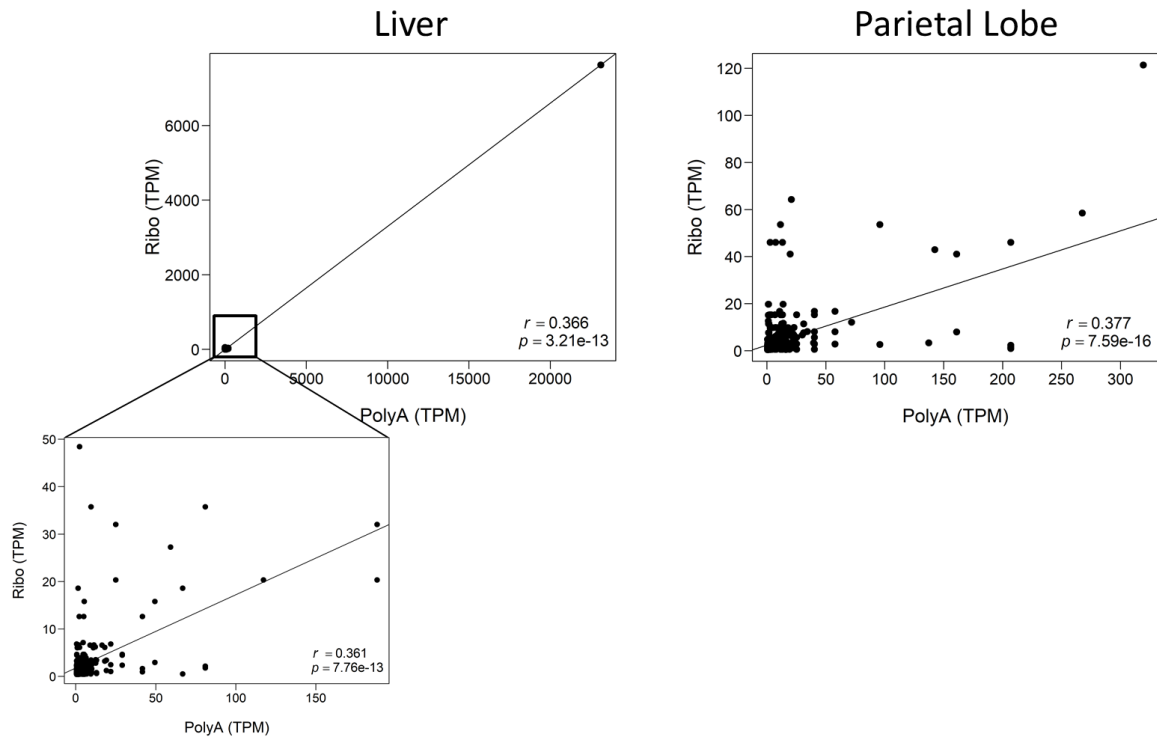 Liver
Parietal Lobe
Ribo (TPM)
6000
4000
2000
0
r = 0.366
p = 3.21e-13
0 5000 10000 15000 20000
PolyA (TPM)
Ribo (TPM)
120
100
80
60
40
20
0
r = 0.377
p = 7.59e-16
0 50 100 150 200 250 300
PolyA (TPM)
Ribo (TPM)
50
40
30
20
10
0
r = 0.361
p = 7.76e-13
0 50 100 150
PolyA (TPM)